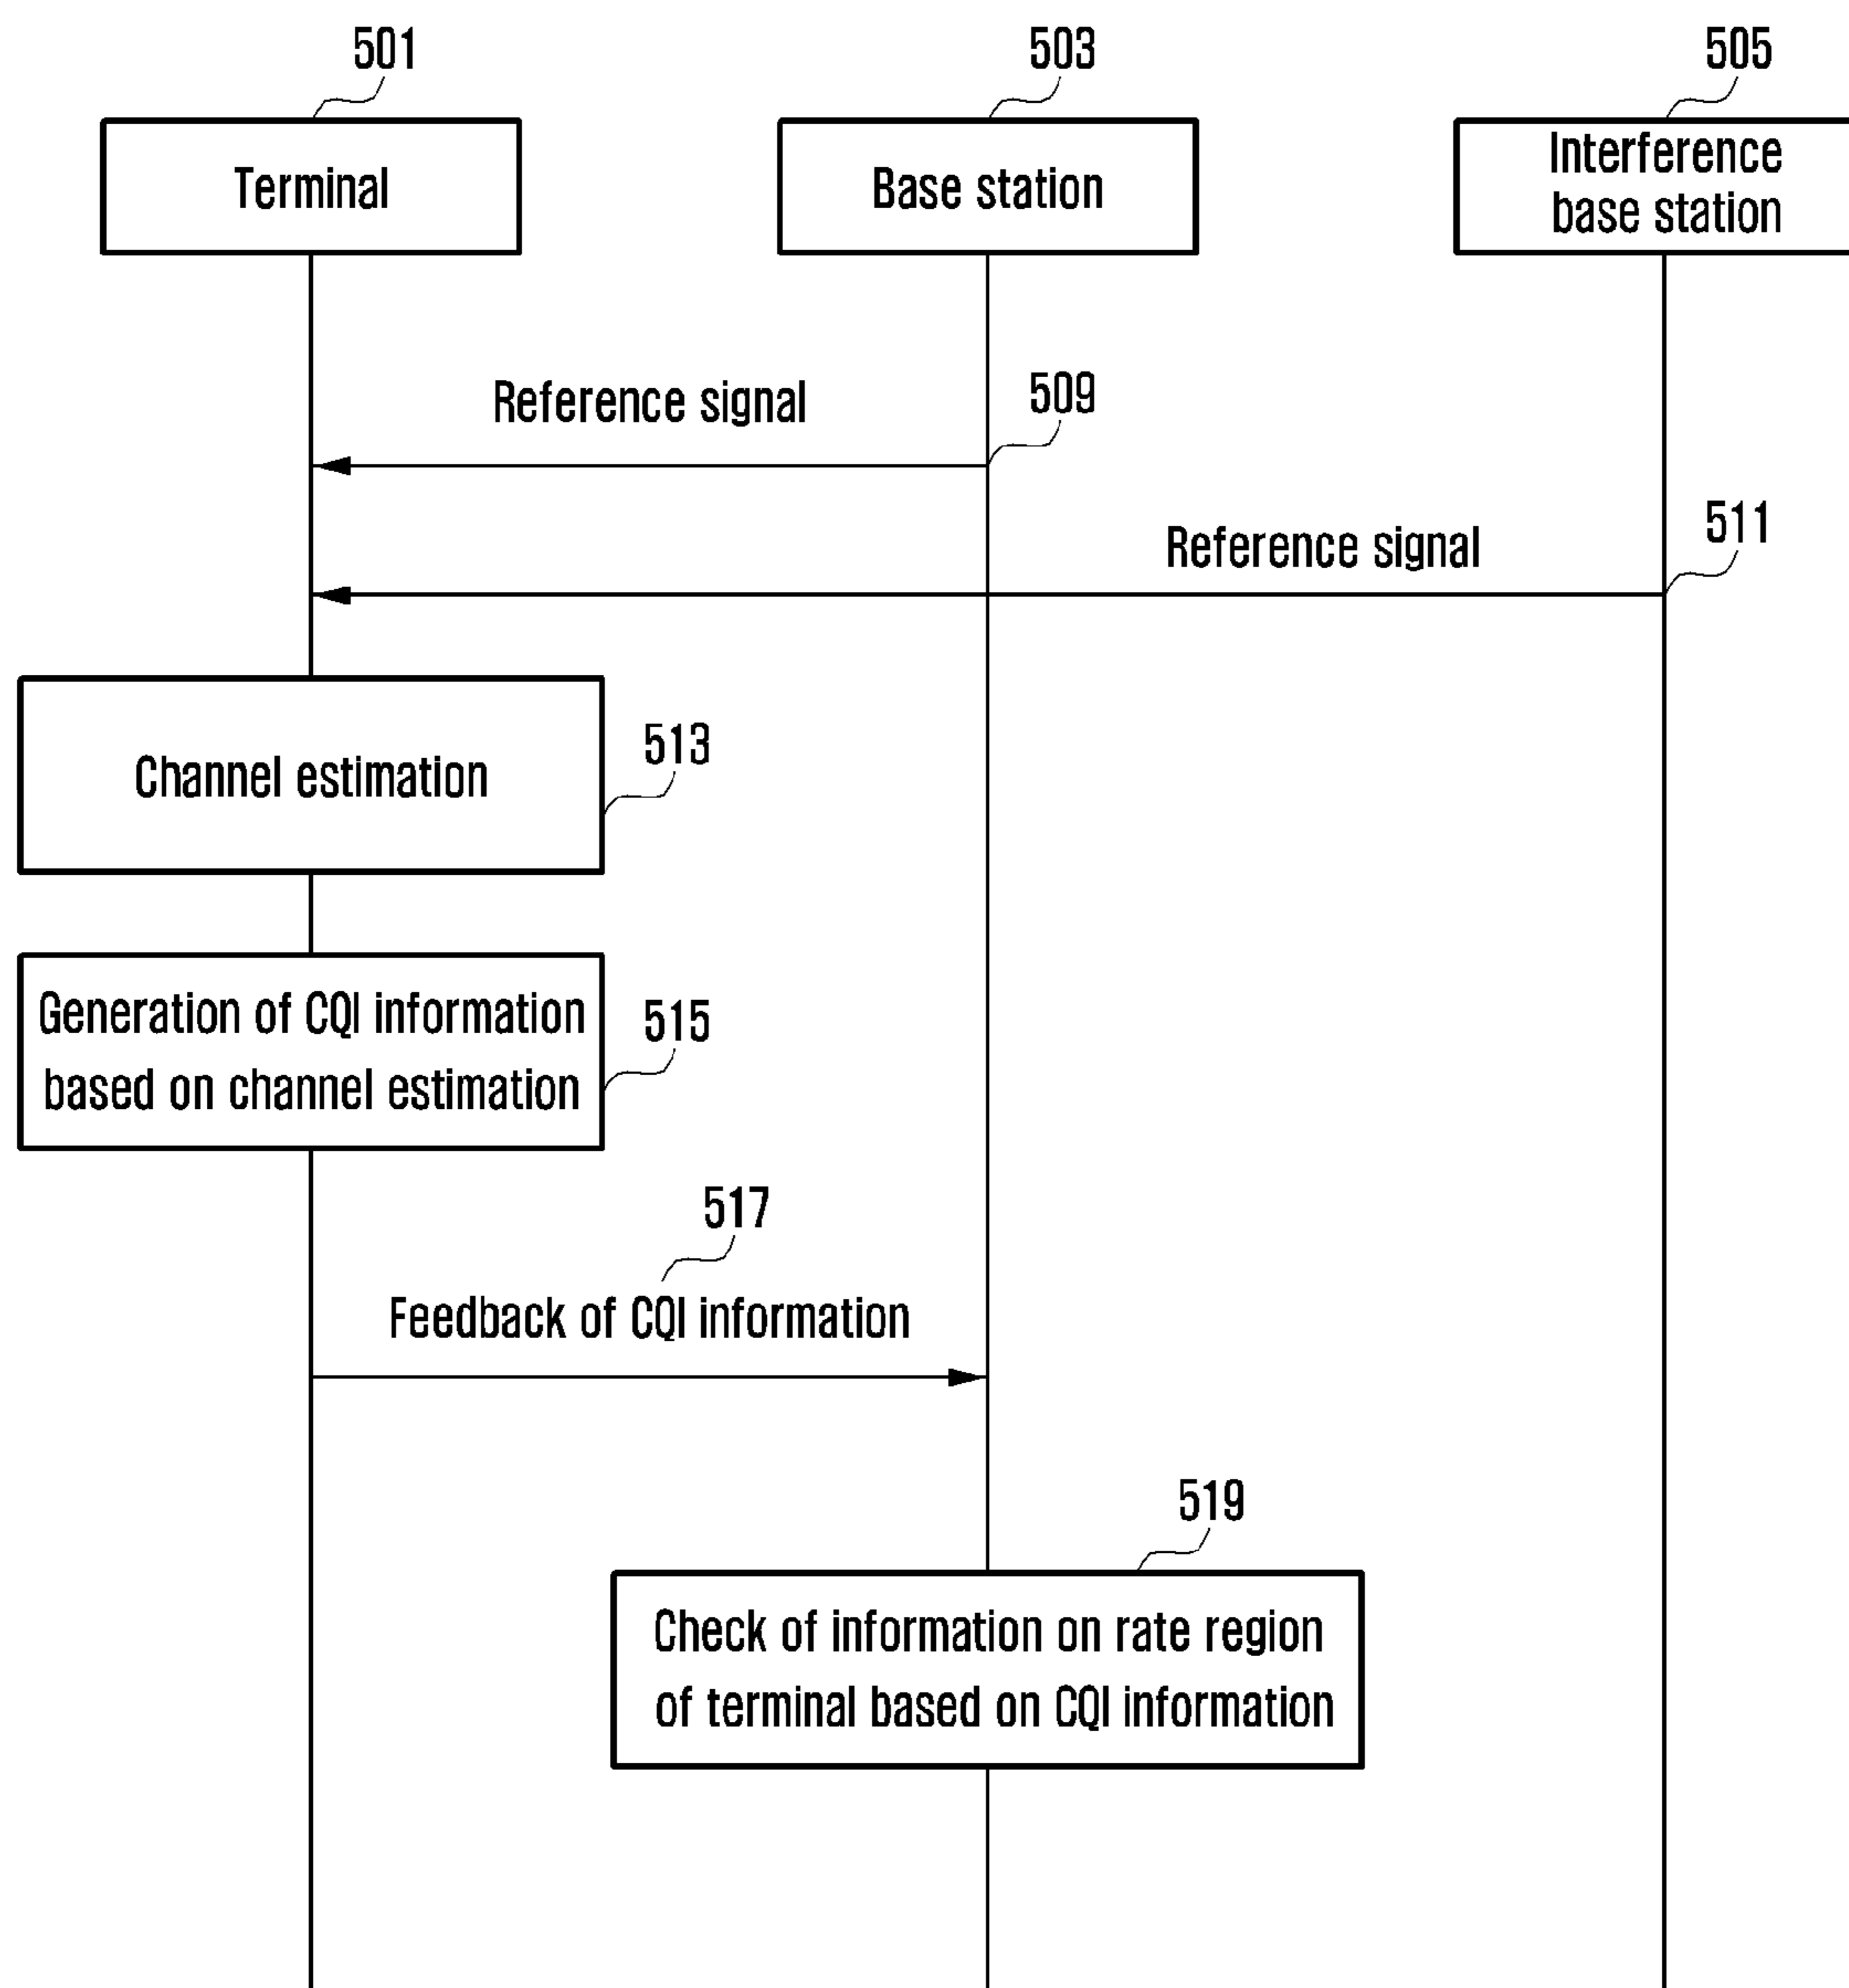 501
503
505
Terminal
Base station
Interference
base station
Reference signal
509
Reference signal
511
Channel estimation
513
Generation of CQI information
based on channel estimation
515
517
Feedback of CQI information
519
Check of information on rate region
of terminal based on CQI information